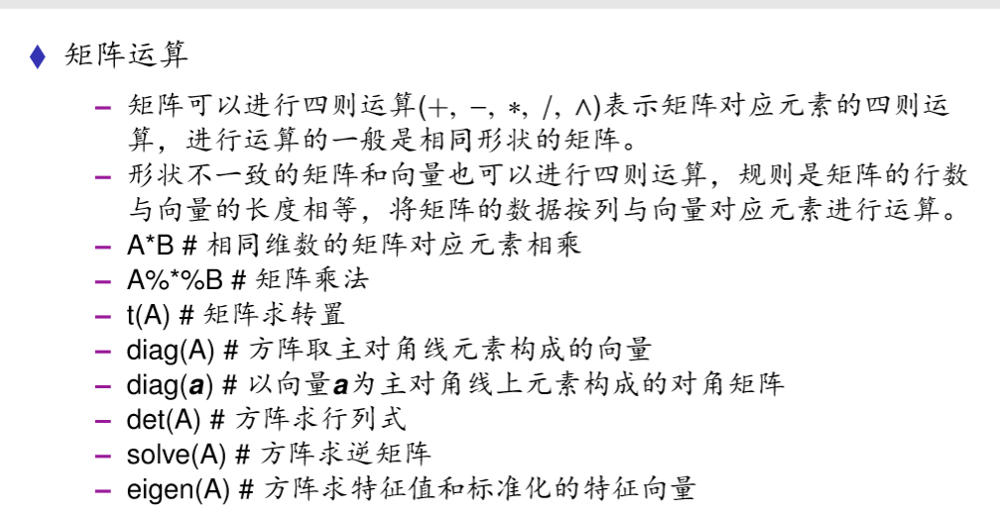 ♦ 矩阵运算
– 矩阵可以进行四则运算(+, −, ∗, /, ∧)表示矩阵对应元素的四则运
算，进行运算的一般是相同形状的矩阵。
– 形状不一致的矩阵和向量也可以进行四则运算，规则是矩阵的行数
与向量的长度相等，将矩阵的数据按列与向量对应元素进行运算。
– A*B # 相同维数的矩阵对应元素相乘
– A%*%B # 矩阵乘法
– t(A) # 矩阵求转置
– diag(A) # 方阵取主对角线元素构成的向量
– diag(a) # 以向量a为主对角线上元素构成的对角矩阵
– det(A) # 方阵求行列式
– solve(A) # 方阵求逆矩阵
– eigen(A) # 方阵求特征值和标准化的特征向量